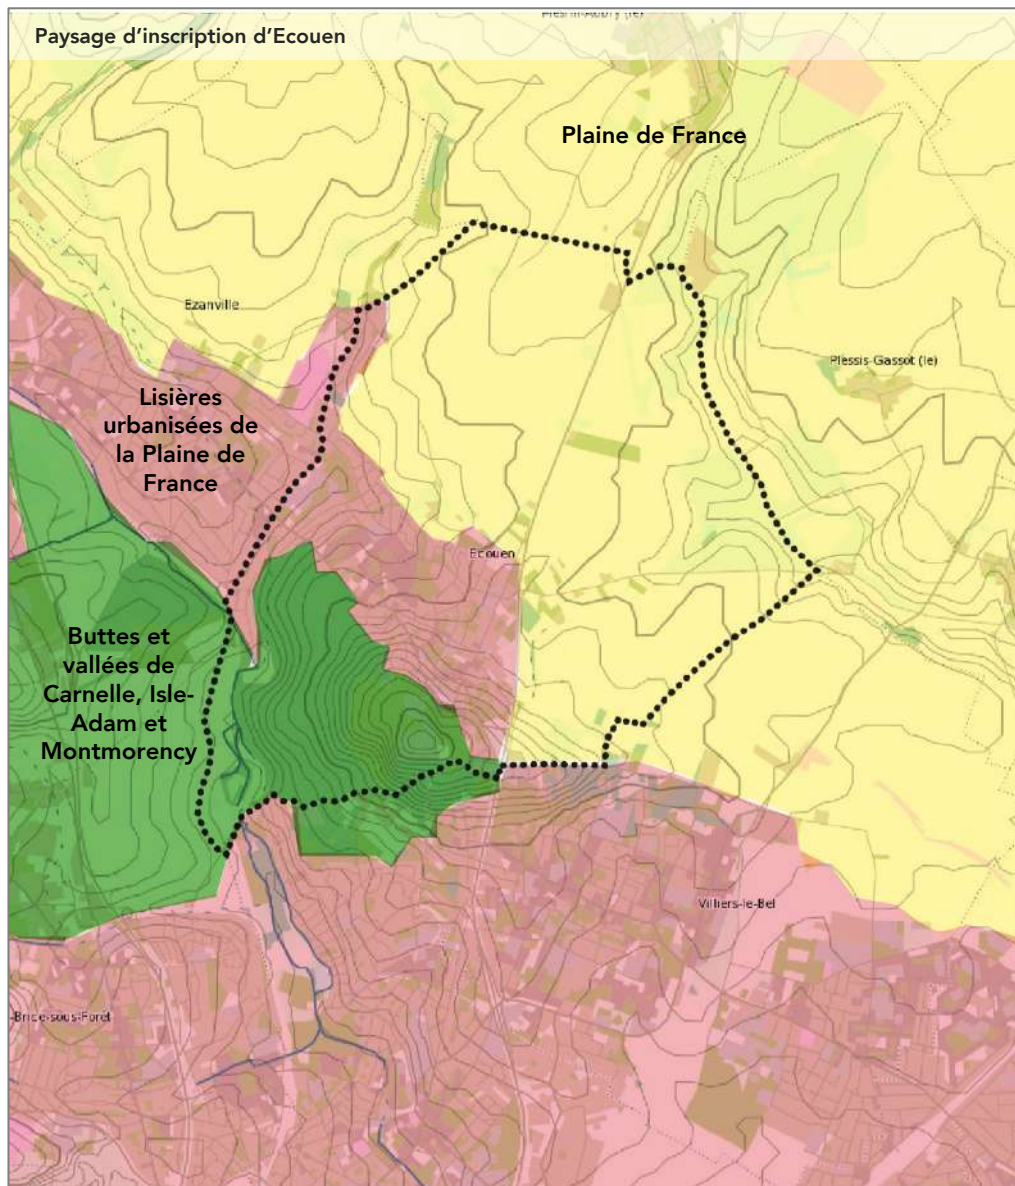 Paysage d'inscription d'Ecouen
Plaine de France
Ezanville
Plessis-Gassot (le)
Lisières
urbanisées de
la Plaine de
France
Ecouen
Buttes et
vallées de
Carnelle, Isle-
Adam et
Montmorency
Villiers-le-Bel
-Brice-sous-Forêt